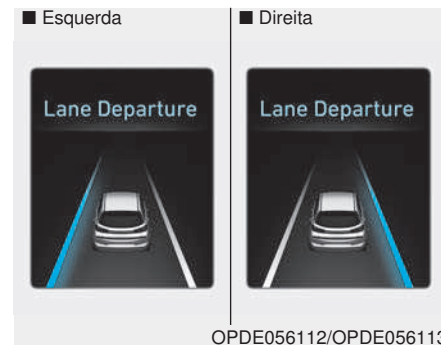 ■ Esquerda
■ Direita
Lane Departure
Lane Departure
OPDE056112/OPDE056113